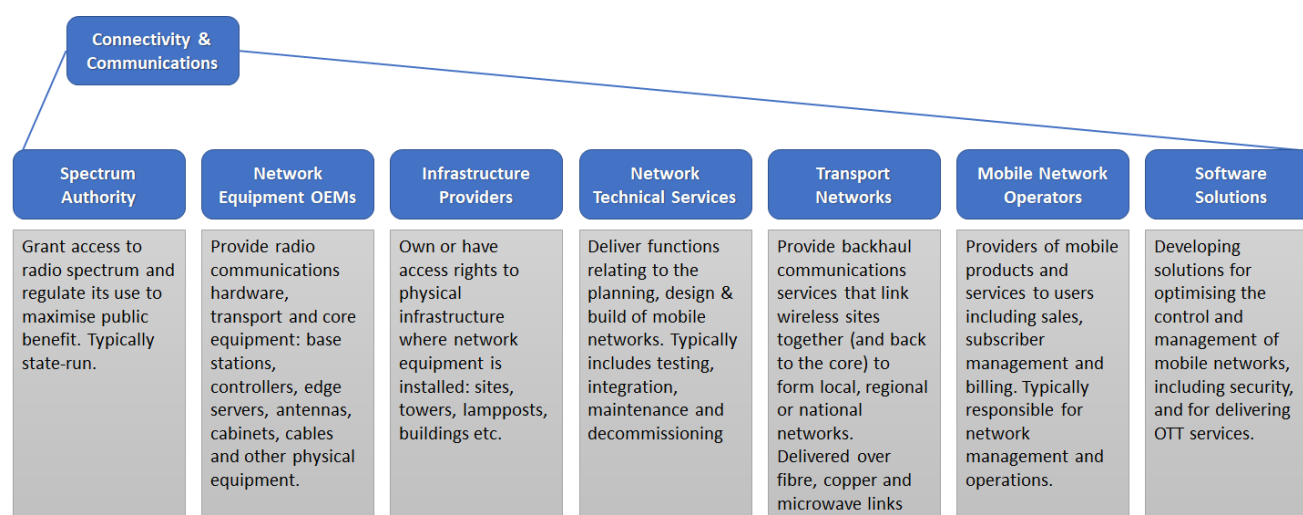 Connectivity &
Communications
Spectrum
Authority
Grant access to
radio spectrum and
regulate its use to
maximise public
benefit. Typically
state-run.
Network
Equipment OEMs
Provide radio
communications
hardware,
transport and core
equipment: base
stations,
controllers, edge
servers, antennas,
cabinets, cables
and other physical
equipment.
Infrastructure
Providers
Own or have
access rights to
physical
infrastructure
where network
equipment is
installed: sites,
towers, lampposts,
buildings etc.
Network
Technical Services
Deliver functions
relating to the
planning, design &
build of mobile
networks. Typically
includes testing,
integration,
maintenance and
decommissioning
Transport
Networks
Provide backhaul
communications
services that link
wireless sites
together (and back
to the core) to
form local, regional
or national
networks.
Delivered over
fibre, copper and
microwave links
Mobile Network
Operators
Providers of mobile
products and
services to users
including sales,
subscriber
management and
billing. Typically
responsible for
network
management and
operations.
Software
Solutions
Developing
solutions for
optimising the
control and
management of
mobile networks,
including security,
and for delivering
OTT services.